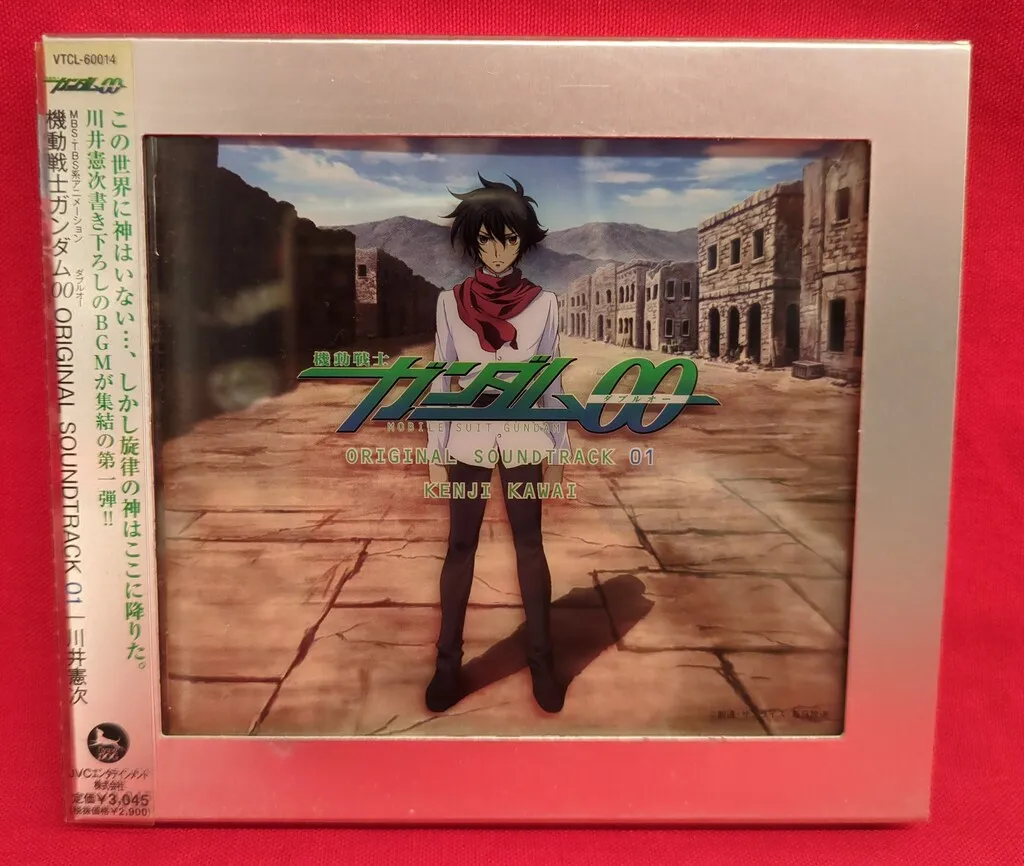 VTCL-60014
ガンダム00
この世界に神はいない…、しかし旋律の神はここに降りた。
川井憲次書き下ろしのBGMが集結の第一弾!!
MBS・TBS系アニメーション
ダブルオー
機動戦士ガンダム00 ORIGINAL SOUNDTRACK 01 | 川井憲次
JVCエンタテインメント
株式会社
定価¥3,045
(税抜価格¥2,900)
機動戦士
ガンダム00
ダブルオー
MOBILE SUIT GUNDAM
ORIGINAL SOUNDTRACK 01
KENJI KAWAI